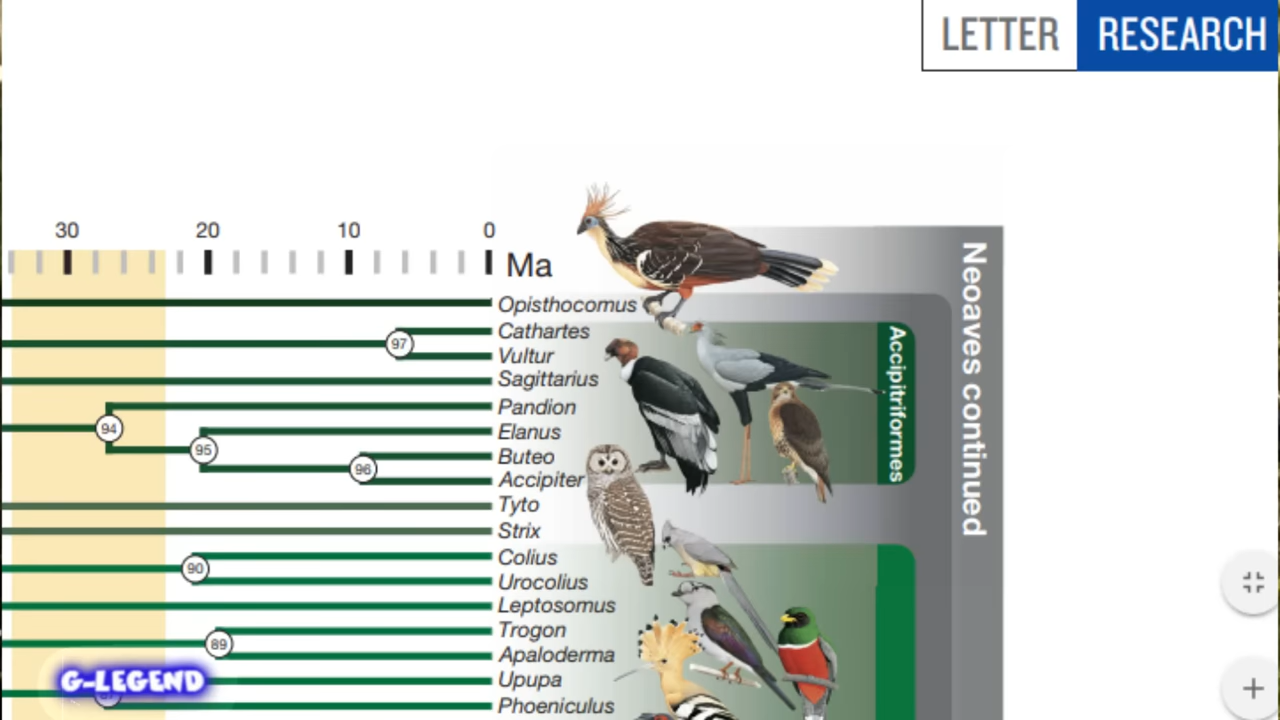 LETTER RESEARCH
30 20 10 0
Ma
Opisthocomus
Cathartes
97
Vultur
Sagittarius
Pandion
94
Elanus
95
Buteo
96
Accipiter
Tyto
Strix
Colius
90
Urocolius
Leptosomus
Trogon
89
Apaloderma
Upupa
Phoeniculus
Accipitriformes
Neoaves continued
G-LEGEND